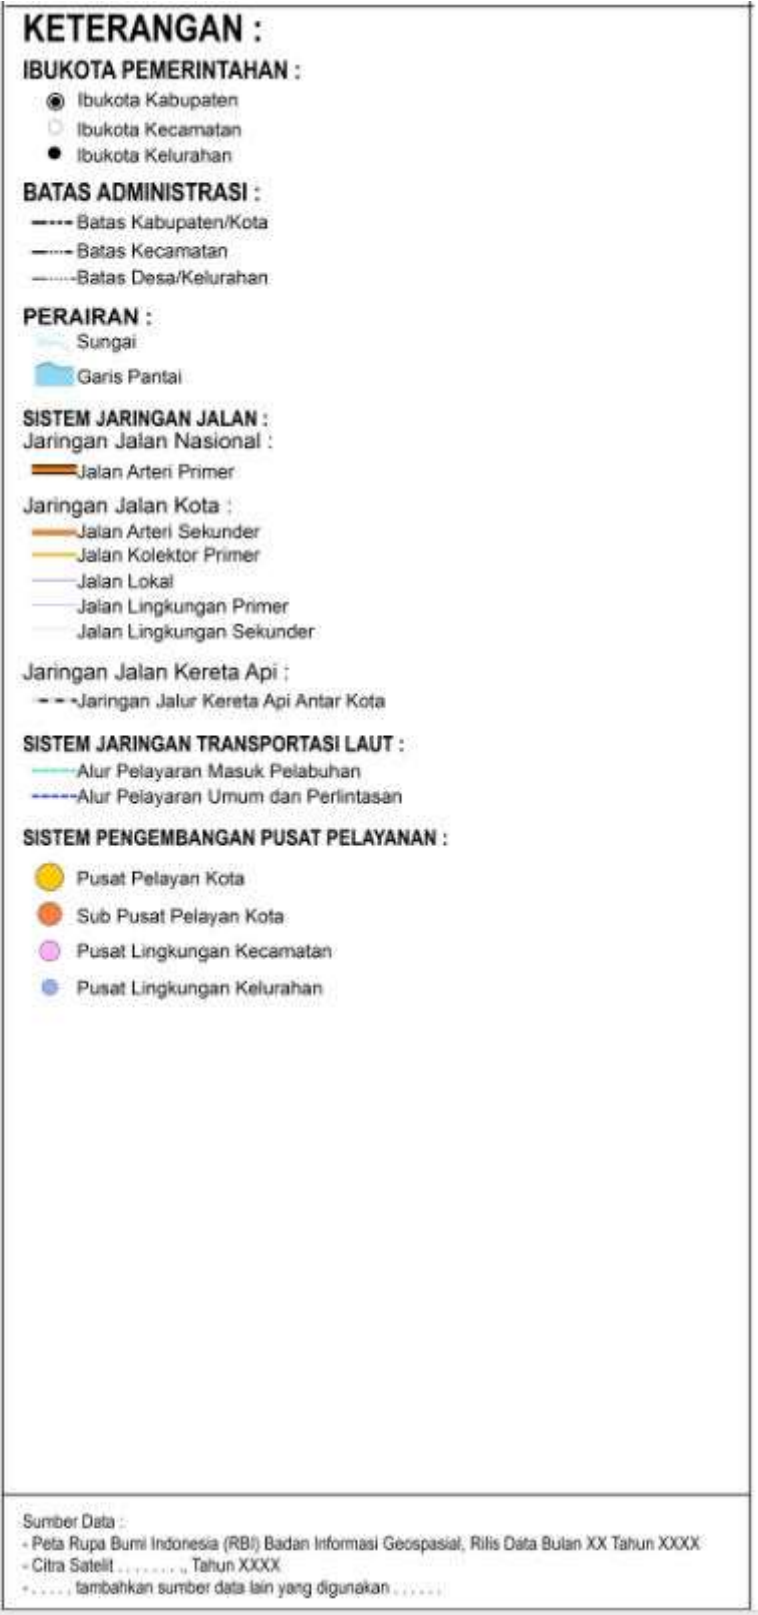 KETERANGAN :
IBUKOTA PEMERINTAHAN :
Ibukota Kabupaten
Ibukota Kecamatan
Ibukota Kelurahan
BATAS ADMINISTRASI :
Batas Kabupaten/Kota
Batas Kecamatan
Batas Desa/Kelurahan
PERAIRAN :
Sungai
Garis Pantai
SISTEM JARINGAN JALAN :
Jaringan Jalan Nasional :
Jalan Arteri Primer
Jaringan Jalan Kota :
Jalan Arteri Sekunder
Jalan Kolektor Primer
Jalan Lokal
Jalan Lingkungan Primer
Jalan Lingkungan Sekunder
Jaringan Jalan Kereta Api :
Jaringan Jalur Kereta Api Antar Kota
SISTEM JARINGAN TRANSPORTASI LAUT :
Alur Pelayaran Masuk Pelabuhan
Alur Pelayaran Umum dan Perlintasan
SISTEM PENGEMBANGAN PUSAT PELAYANAN :
Pusat Pelayan Kota
Sub Pusat Pelayan Kota
Pusat Lingkungan Kecamatan
Pusat Lingkungan Kelurahan
Sumber Data :
- Peta Rupa Bumi Indonesia (RBI) Badan Informasi Geospasial, Rilis Data Bulan XX Tahun XXXX
- Citra Satelit . . . . . . . ., Tahun XXXX
- . . . . . tambahkan sumber data lain yang digunakan . . . . . .